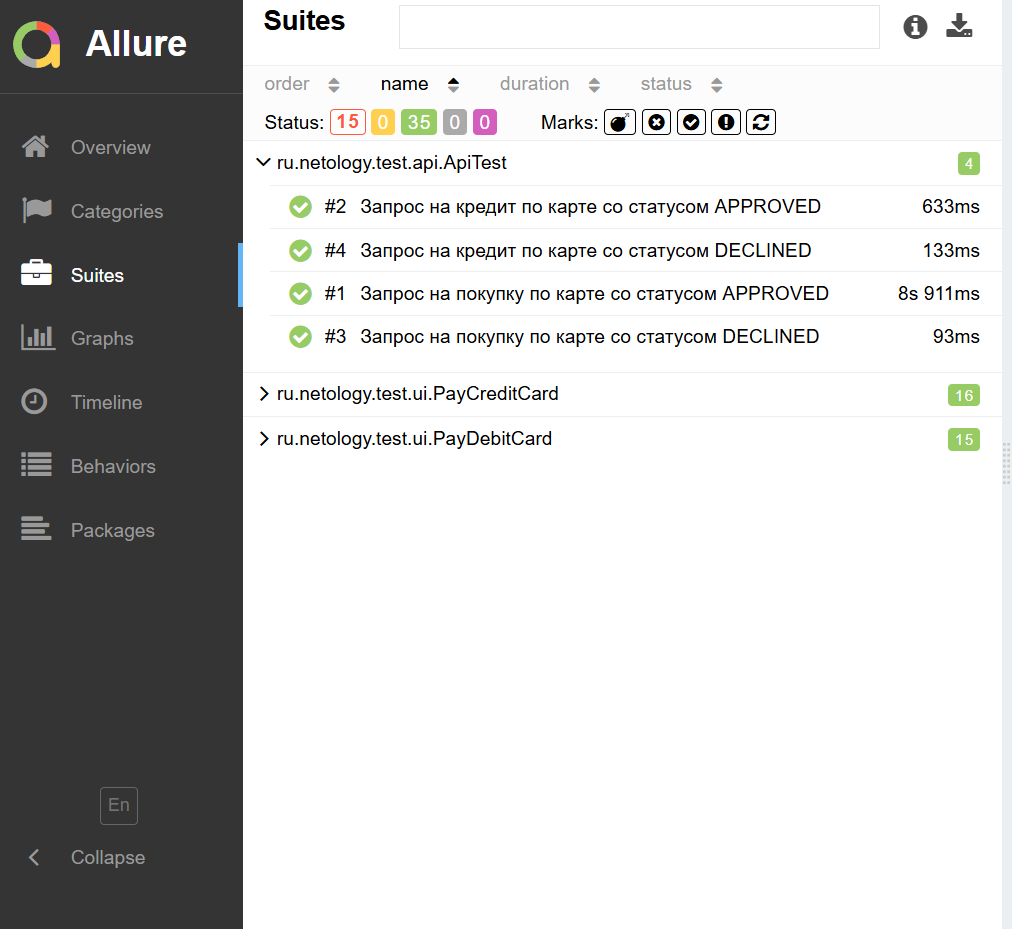 Allure
Overview
Categories
Suites
Graphs
Timeline
Behaviors
Packages
En
Collapse
Suites
order name duration status
Status: 15 0 35 0 0 Marks:
ru.netology.test.api.ApiTest 4
#2 Запрос на кредит по карте со статусом APPROVED 633ms
#4 Запрос на кредит по карте со статусом DECLINED 133ms
#1 Запрос на покупку по карте со статусом APPROVED 8s 911ms
#3 Запрос на покупку по карте со статусом DECLINED 93ms
ru.netology.test.ui.PayCreditCard 16
ru.netology.test.ui.PayDebitCard 15